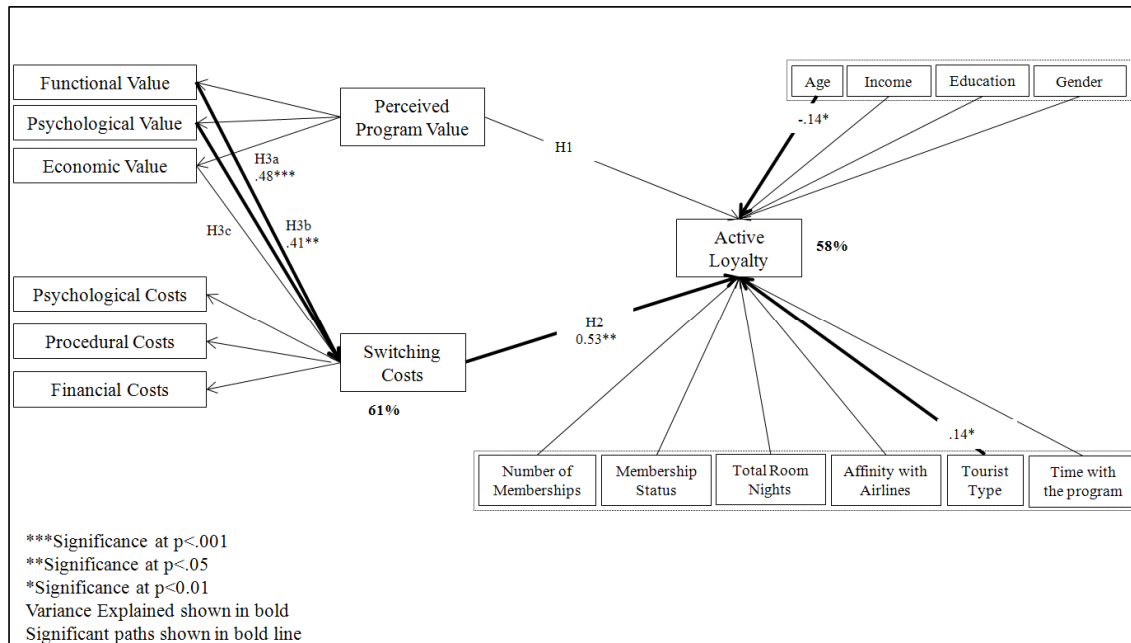 Functional Value
Psychological Value
Economic Value
Perceived
Program Value
Age
Income
Education
Gender
-.14*
H1
H3a
.48***
H3b
.41**
H3c
Active
Loyalty
58%
Psychological Costs
Procedural Costs
Financial Costs
Switching
Costs
61%
H2
0.53**
.14*
Number of
Memberships
Membership
Status
Total Room
Nights
Affinity with
Airlines
Tourist
Type
Time with
the program
***Significance at p<.001
**Significance at p<.05
*Significance at p<0.01
Variance Explained shown in bold
Significant paths shown in bold line